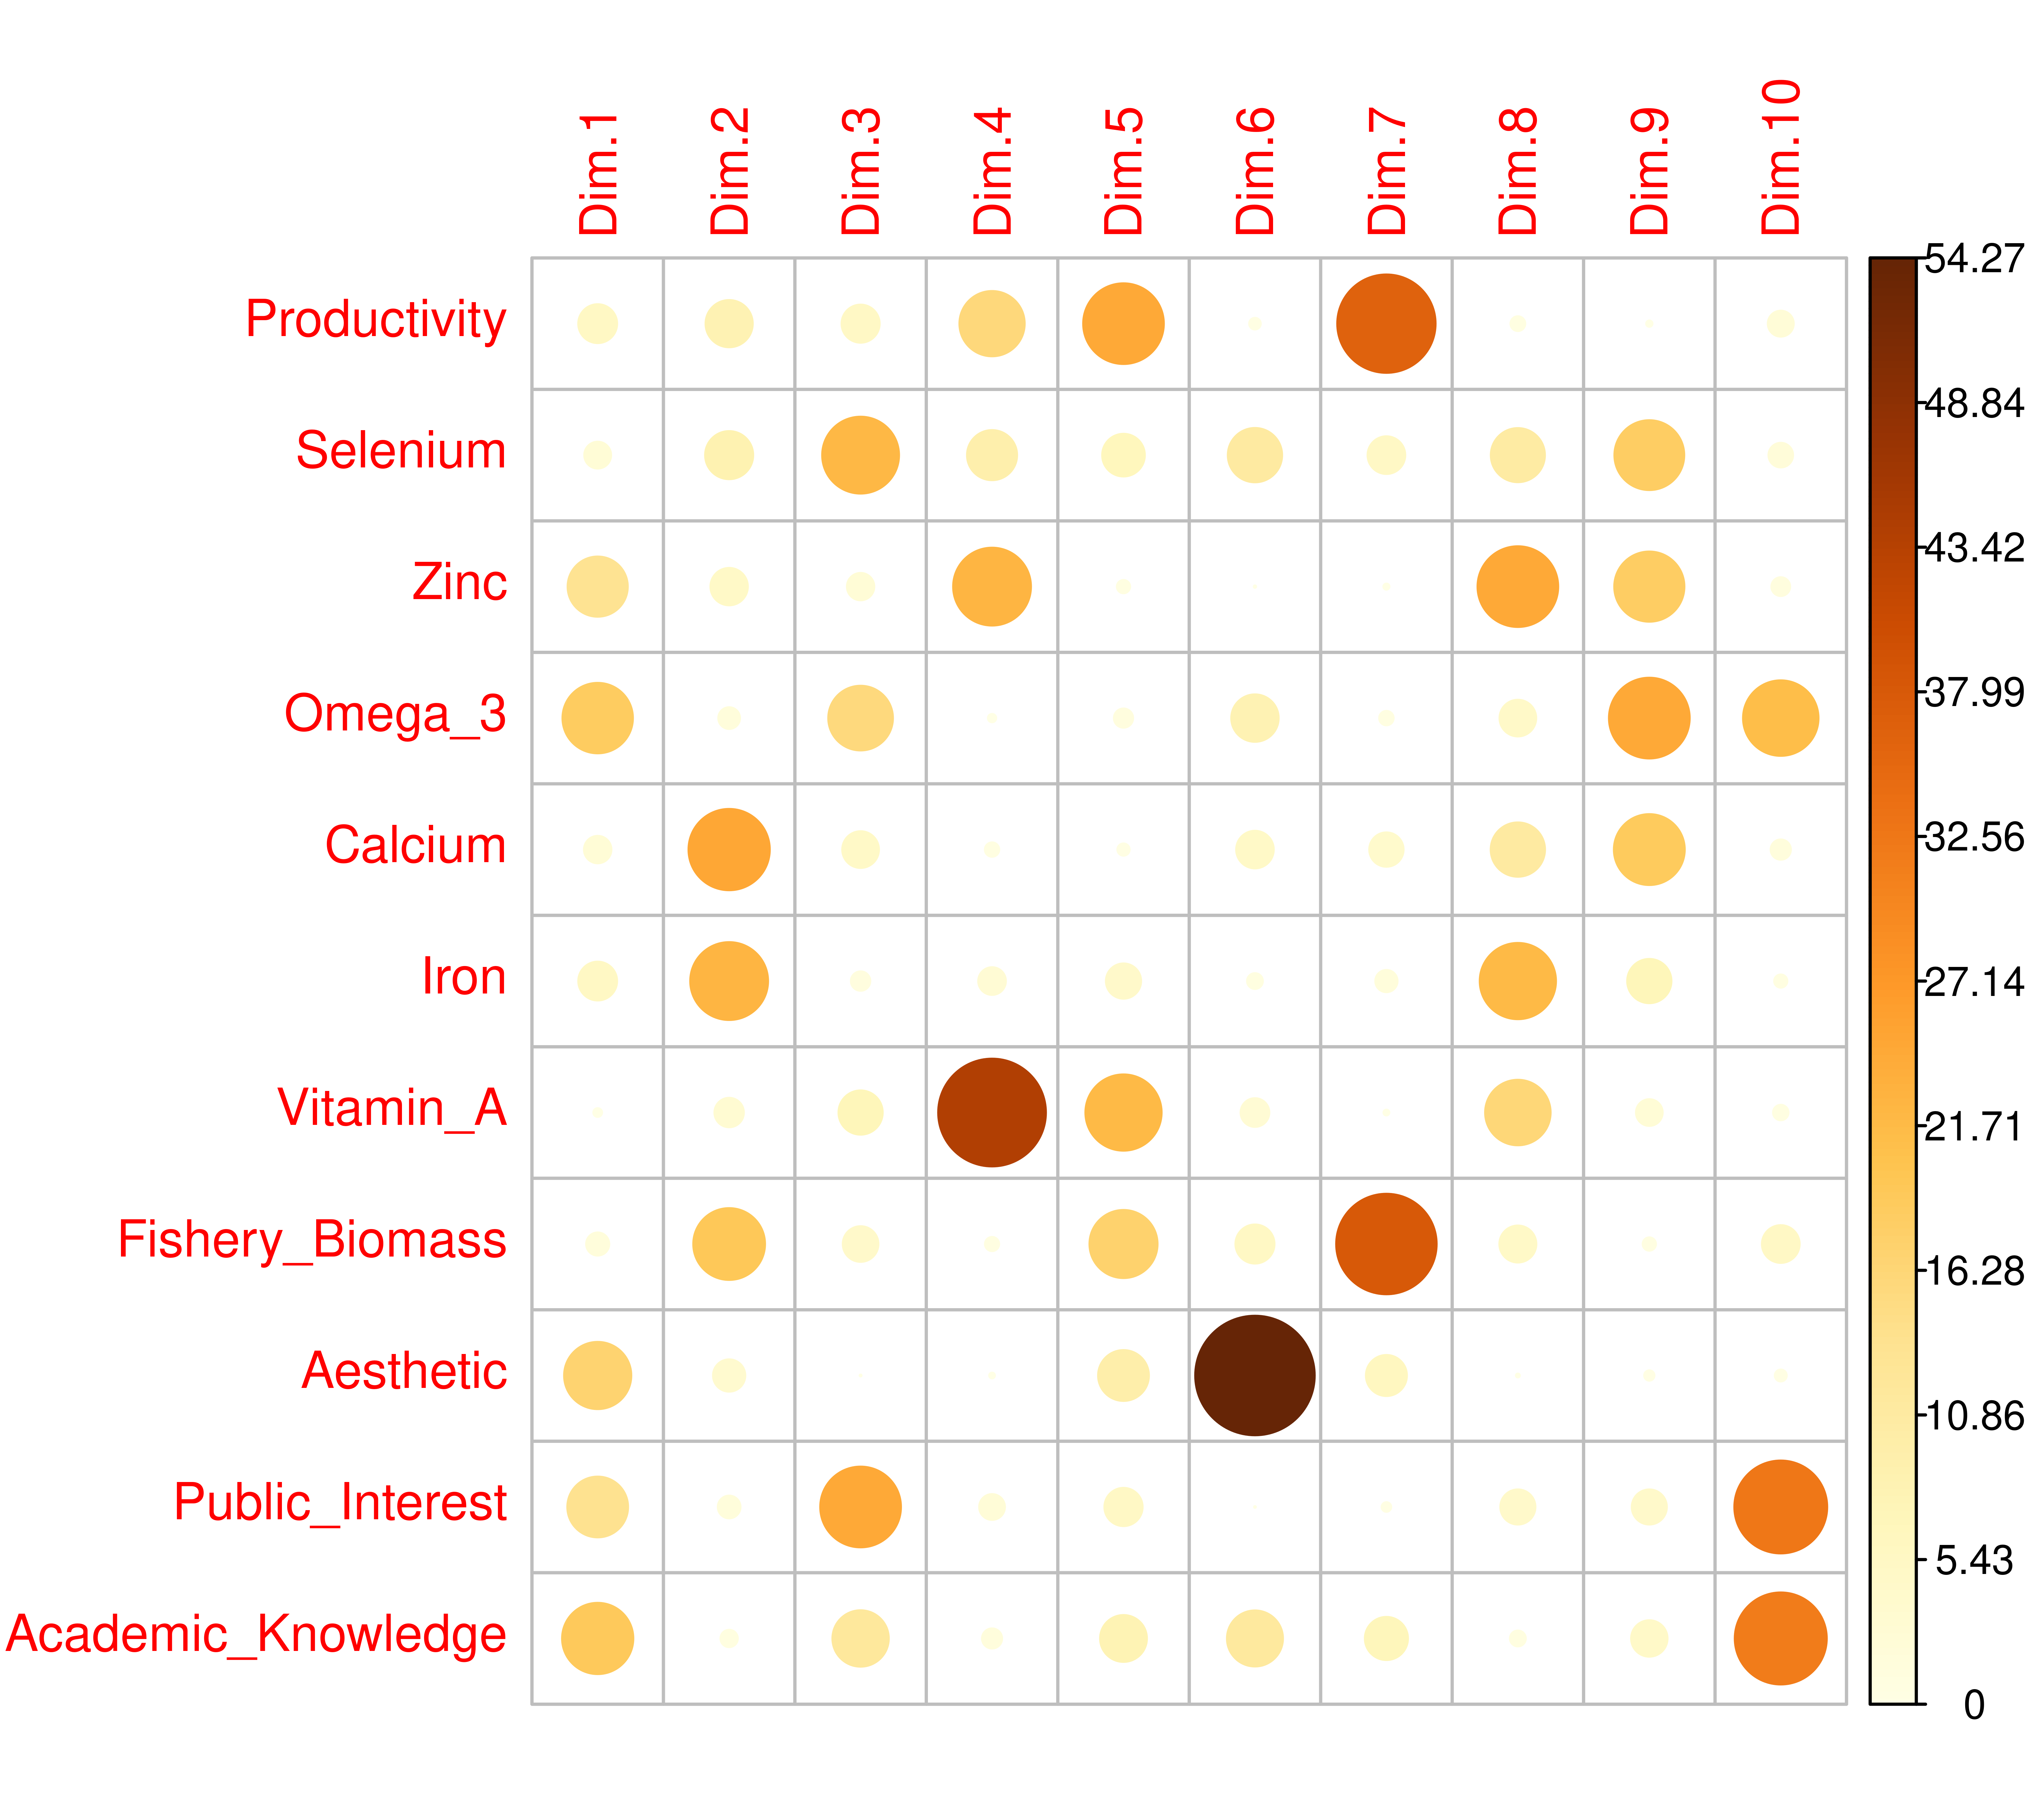 Dim.1 Dim.2 Dim.3 Dim.4 Dim.5 Dim.6 Dim.7 Dim.8 Dim.9 Dim.10
Productivity
Selenium
Zinc
Omega_3
Calcium
Iron
Vitamin_A
Fishery_Biomass
Aesthetic
Public_Interest
Academic_Knowledge
54.27
48.84
43.42
37.99
32.56
27.14
21.71
16.28
10.86
5.43
0